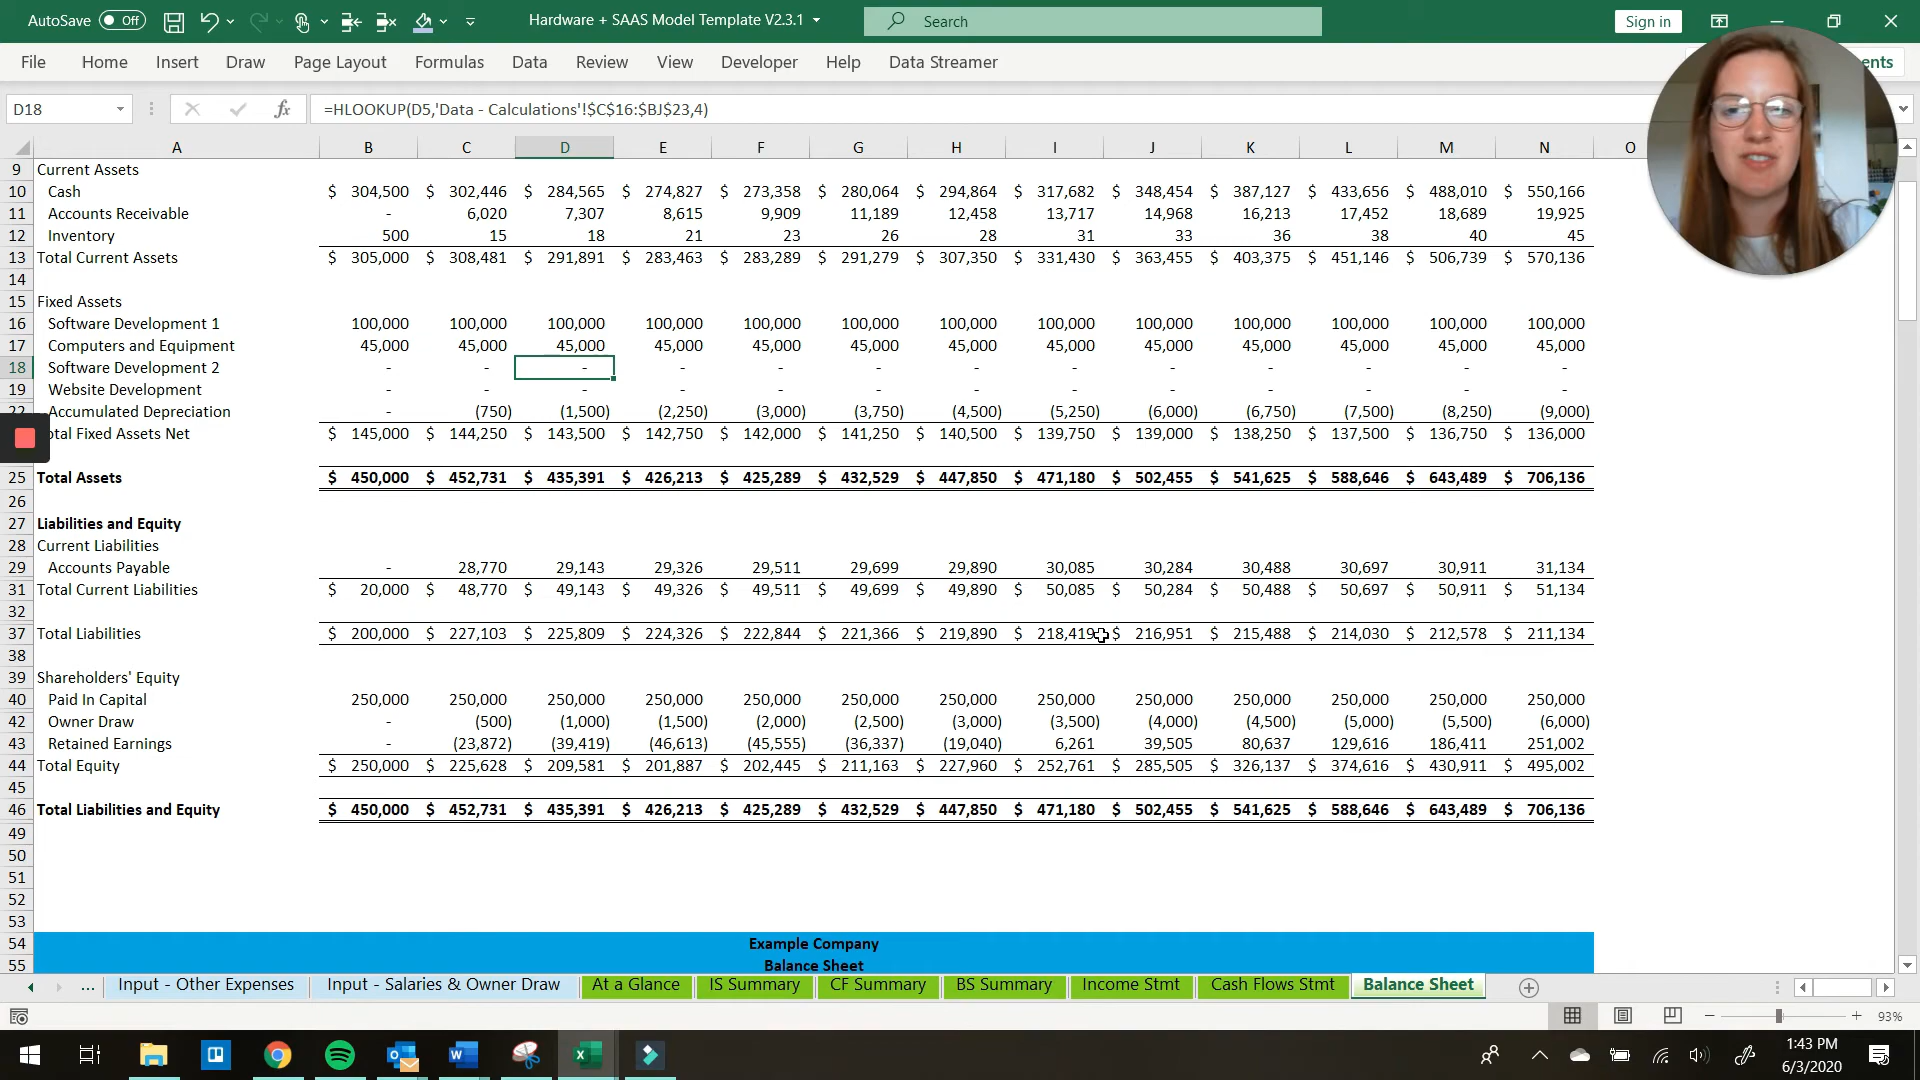 AutoSave Off Hardware + SAAS Model Template V2.3.1 Search Sign in
File Home Insert Draw Page Layout Formulas Data Review View Developer Help Data Streamer ents
D18 fx =HLOOKUP(D5,'Data - Calculations'!$C$16:$BJ$23,4)
A B C D E F G H I J K L M N O
9 Current Assets
10 Cash $ 304,500 $ 302,446 $ 284,565 $ 274,827 $ 273,358 $ 280,064 $ 294,864 $ 317,682 $ 348,454 $ 387,127 $ 433,656 $ 488,010 $ 550,166
11 Accounts Receivable - 6,020 7,307 8,615 9,909 11,189 12,458 13,717 14,968 16,213 17,452 18,689 19,925
12 Inventory 500 15 18 21 23 26 28 31 33 36 38 40 45
13 Total Current Assets $ 305,000 $ 308,481 $ 291,891 $ 283,463 $ 283,289 $ 291,279 $ 307,350 $ 331,430 $ 363,455 $ 403,375 $ 451,146 $ 506,739 $ 570,136
14
15 Fixed Assets
16 Software Development 1 100,000 100,000 100,000 100,000 100,000 100,000 100,000 100,000 100,000 100,000 100,000 100,000 100,000
17 Computers and Equipment 45,000 45,000 45,000 45,000 45,000 45,000 45,000 45,000 45,000 45,000 45,000 45,000 45,000
18 Software Development 2 - - - - - - - - - - - - -
19 Website Development - - - - - - - - - - - - -
22 Accumulated Depreciation - (750) (1,500) (2,250) (3,000) (3,750) (4,500) (5,250) (6,000) (6,750) (7,500) (8,250) (9,000)
otal Fixed Assets Net $ 145,000 $ 144,250 $ 143,500 $ 142,750 $ 142,000 $ 141,250 $ 140,500 $ 139,750 $ 139,000 $ 138,250 $ 137,500 $ 136,750 $ 136,000
25 Total Assets $ 450,000 $ 452,731 $ 435,391 $ 426,213 $ 425,289 $ 432,529 $ 447,850 $ 471,180 $ 502,455 $ 541,625 $ 588,646 $ 643,489 $ 706,136
26
27 Liabilities and Equity
28 Current Liabilities
29 Accounts Payable - 28,770 29,143 29,326 29,511 29,699 29,890 30,085 30,284 30,488 30,697 30,911 31,134
31 Total Current Liabilities $ 20,000 $ 48,770 $ 49,143 $ 49,326 $ 49,511 $ 49,699 $ 49,890 $ 50,085 $ 50,284 $ 50,488 $ 50,697 $ 50,911 $ 51,134
32
37 Total Liabilities $ 200,000 $ 227,103 $ 225,809 $ 224,326 $ 222,844 $ 221,366 $ 219,890 $ 218,419 $ 216,951 $ 215,488 $ 214,030 $ 212,578 $ 211,134
38
39 Shareholders' Equity
40 Paid In Capital 250,000 250,000 250,000 250,000 250,000 250,000 250,000 250,000 250,000 250,000 250,000 250,000 250,000
42 Owner Draw - (500) (1,000) (1,500) (2,000) (2,500) (3,000) (3,500) (4,000) (4,500) (5,000) (5,500) (6,000)
43 Retained Earnings - (23,872) (39,419) (46,613) (45,555) (36,337) (19,040) 6,261 39,505 80,637 129,616 186,411 251,002
44 Total Equity $ 250,000 $ 225,628 $ 209,581 $ 201,887 $ 202,445 $ 211,163 $ 227,960 $ 252,761 $ 285,505 $ 326,137 $ 374,616 $ 430,911 $ 495,002
45
46 Total Liabilities and Equity $ 450,000 $ 452,731 $ 435,391 $ 426,213 $ 425,289 $ 432,529 $ 447,850 $ 471,180 $ 502,455 $ 541,625 $ 588,646 $ 643,489 $ 706,136
49
50
51
52
53
54 Example Company
55 Balance Sheet
... Input - Other Expenses Input - Salaries & Owner Draw At a Glance IS Summary CF Summary BS Summary Income Stmt Cash Flows Stmt Balance Sheet
93%
1:43 PM
6/3/2020